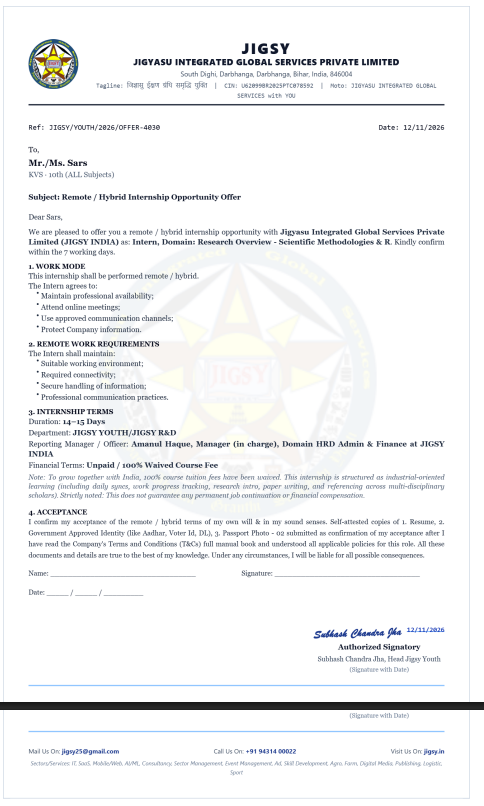 JIGSY
JIGYASU INTEGRATED GLOBAL SERVICES PRIVATE LIMITED
South Dighi, Darbhanga, Darbhanga, Bihar, India, 846004
Tagline: जिज्ञासु ईक्षण ग्रंथि समृद्धि युक्ति | CIN: | Moto: JIGYASU INTEGRATED GLOBAL
SERVICES with YOU
Ref: JIGSY/YOUTH/2026/OFFER-4030 Date: 12/11/2026
To,
Mr./Ms. Sars
KVS - 10th (ALL Subjects)
Subject: Remote / Hybrid Internship Opportunity Offer
Dear Sars,
We are pleased to offer you a remote / hybrid internship opportunity with Jigyasu Integrated Global Services Private
Limited (JIGSY INDIA) as: Intern, Domain: Research Overview - Scientific Methodologies & R. Kindly confirm
within the 7 working days.
1. WORK MODE
This internship shall be performed remote / hybrid.
The Intern agrees to:
• Maintain professional availability;
• Attend online meetings;
• Use approved communication channels;
• Protect Company information.
2. REMOTE WORK REQUIREMENTS
The Intern shall maintain:
• Suitable working environment;
• Required connectivity;
• Secure handling of information;
• Professional communication practices.
3. INTERNSHIP TERMS
Duration: 14–15 Days
Department: JIGSY YOUTH/JIGSY R&D
Reporting Manager / Officer: Amanul Haque, Manager (in charge), Domain HRD Admin & Finance at JIGSY
INDIA
Financial Terms: Unpaid / 100% Waived Course Fee
Note: To grow together with India, 100% course tuition fees have been waived. This internship is structured as industrial-oriented
learning (including daily syncs, work progress tracking, research intro, paper writing, and referencing across multi-disciplinary
scholars). Strictly noted: This does not guarantee any permanent job continuation or financial compensation.
4. ACCEPTANCE
I confirm my acceptance of the remote / hybrid terms of my own will & in my sound senses. Self-attested copies of 1. Resume, 2.
Government Approved Identity (like Aadhar, Voter Id, DL), 3. Passport Photo - 02 submitted as confirmation of my acceptance after I
have read the Company's Terms and Conditions (T&Cs) full manual book and understood all applicable policies for this role. All these
documents and details are true to the best of my knowledge. Under any circumstances, I will be liable for all possible consequences.
Name: ____ Signature: ____
Date: _____ / _____ / _________
Subhash Chandra Jha 12/11/2026
Authorized Signatory
Subhash Chandra Jha, Head Jigsy Youth
(Signature with Date)
(Signature with Date)
Mail Us On: jigsy25@gmail.com Call Us On: +91 94314 00022 Visit Us On: jigsy.in
Sectors/Services: IT, SaaS, Mobile/Web, AI/ML, Consultancy, Sector Management, Event Management, Ad, Skill Development, Agro, Farm, Digital Media, Publishing, Logistic,
Sport